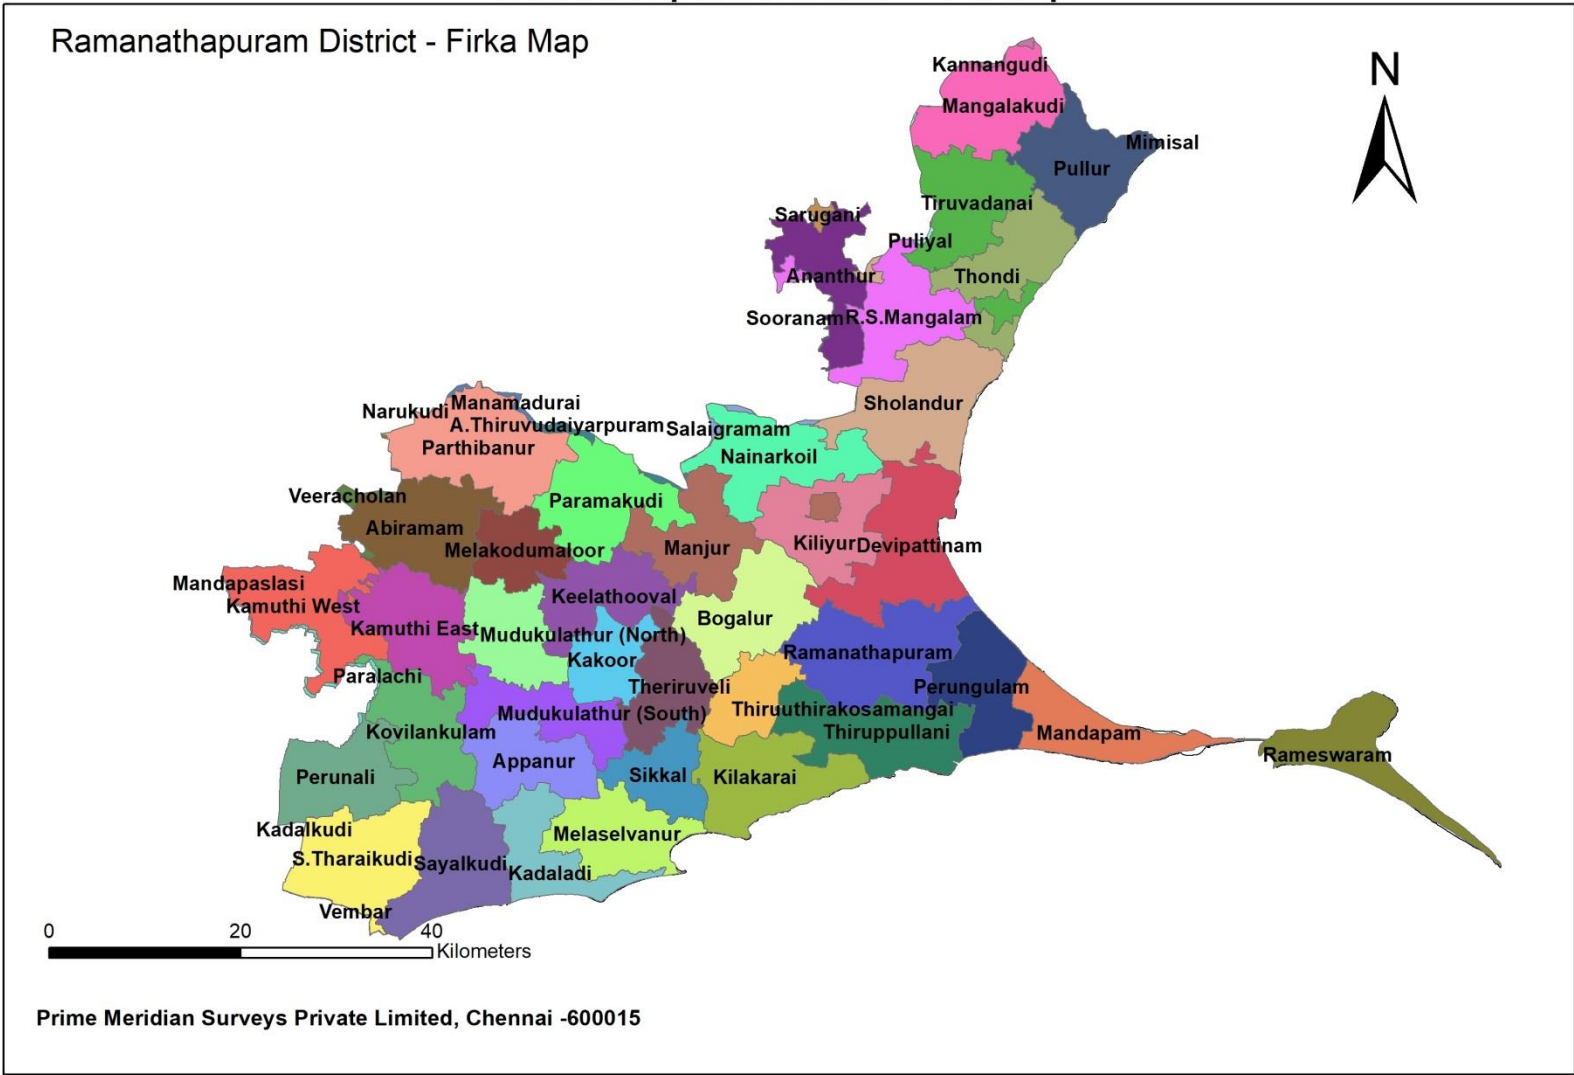 Ramanathapuram District - Firka Map
N
Kannangudi
Mangalakudi
Mimisal
Pullur
Tiruvadanai
Sarugani
Puliyal
Ananthur
Thondi
Sooranam
R.S.Mangalam
Manamadurai
Narukudi
Sholandur
A.Thiruvudaiyarpuram
Salaigramam
Parthibanur
Nainarkoil
Veeracholan
Paramakudi
Abiramam
Melakodumaloor
Manjur
Kiliyur
Devipattinam
Mandapaslasi
Kamuthi West
Keelathooval
Bogalur
Kamuthi East
Mudukulathur (North)
Ramanathapuram
Kakoor
Paralachi
Theriruveli
Perungulam
Mudukulathur (South)
Thiruuthirakosamangai
Kovilankulam
Thiruppullani
Mandapam
Rameswaram
Appanur
Perunali
Sikkal
Kilakarai
Kadalkudi
Melaselvanur
S.Tharaikudi
Sayalkudi
Kadaladi
Vembar
0 20 40
Kilometers
Prime Meridian Surveys Private Limited, Chennai -600015